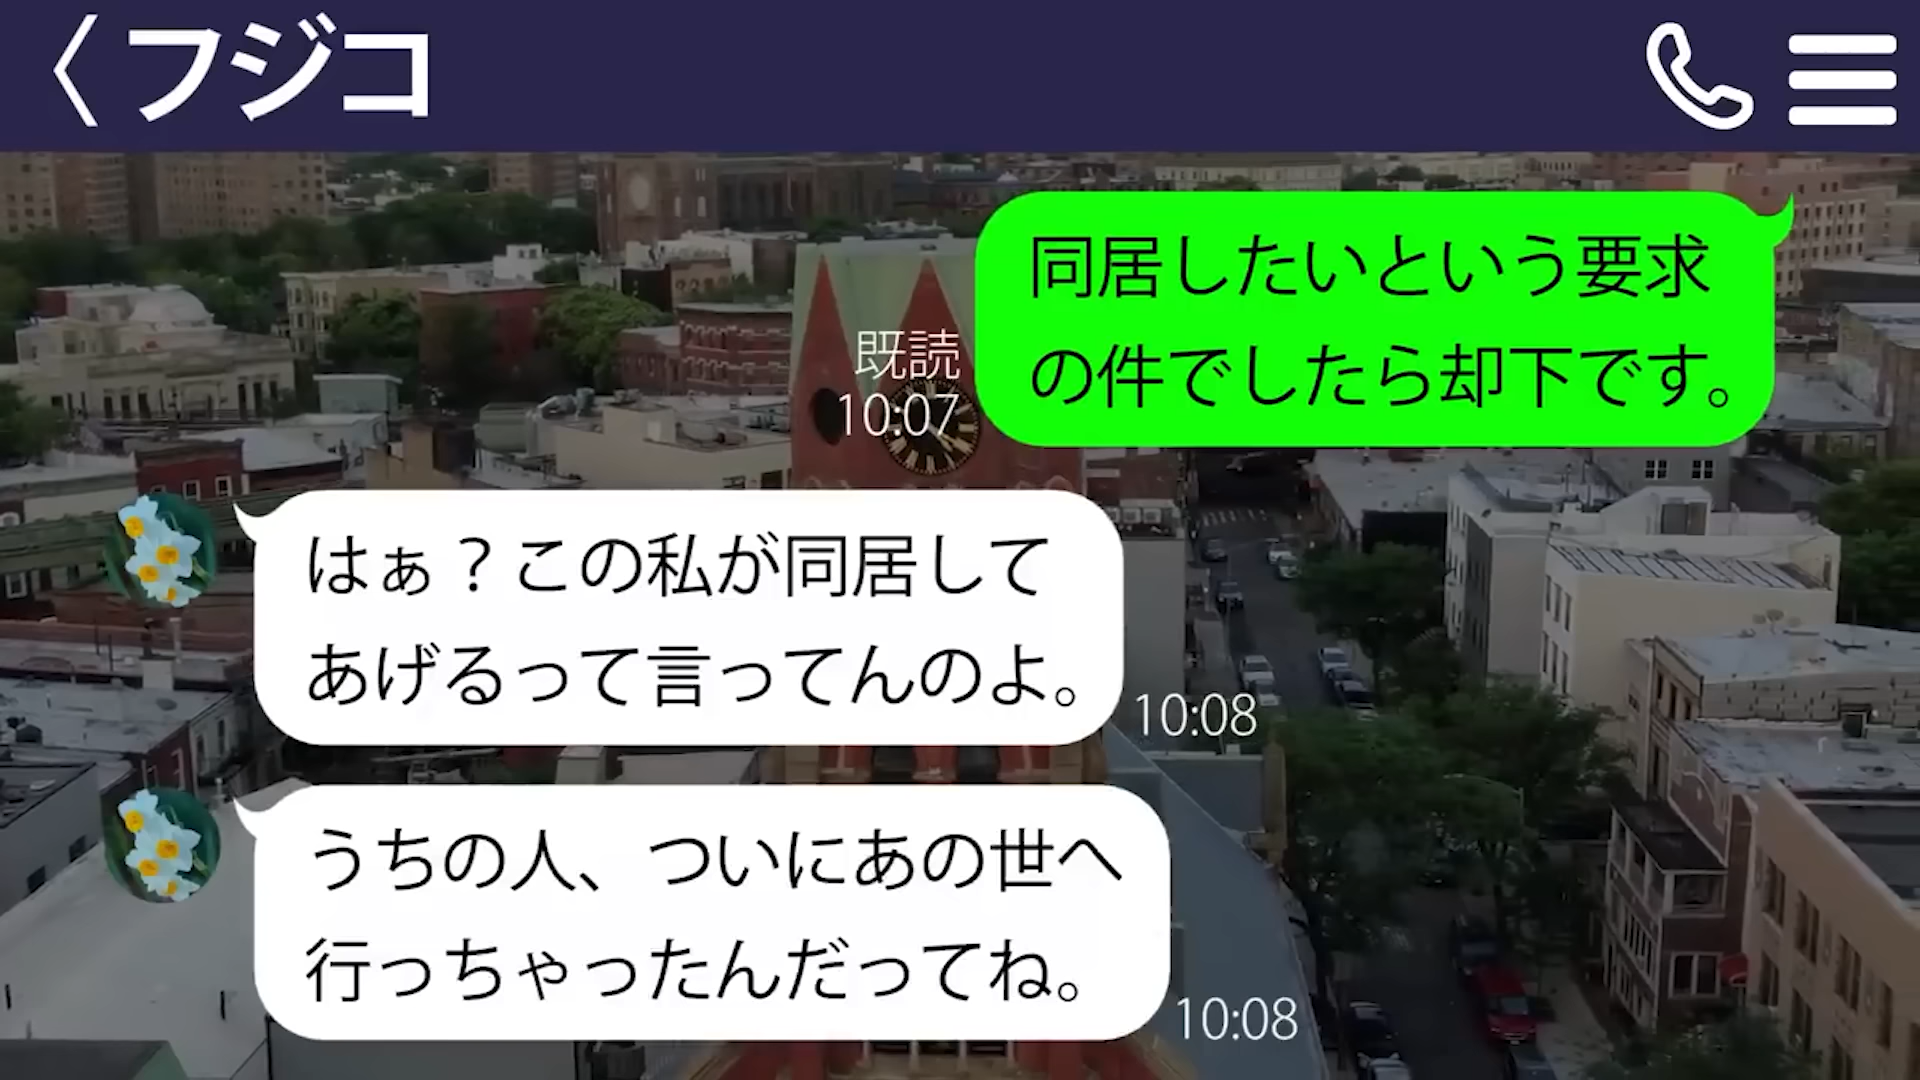 フジコ
同居したいという要求
の件でしたら却下です。
既読
10:07
はぁ？この私が同居して
あげるって言ってんのよ。
10:08
うちの人、ついにあの世へ
行っちゃったんだってね。
10:08